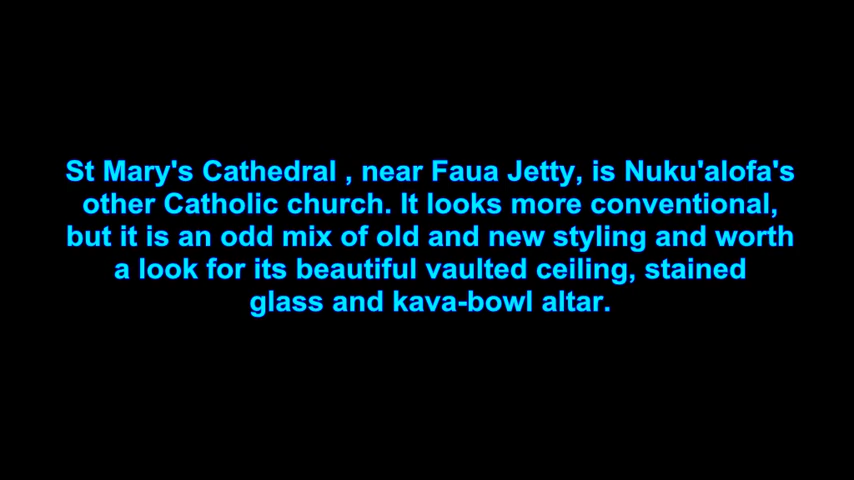 St Mary's Cathedral , near Faua Jetty, is Nuku'alofa's
other Catholic church. It looks more conventional,
but it is an odd mix of old and new styling and worth
a look for its beautiful vaulted ceiling, stained
glass and kava-bowl altar.